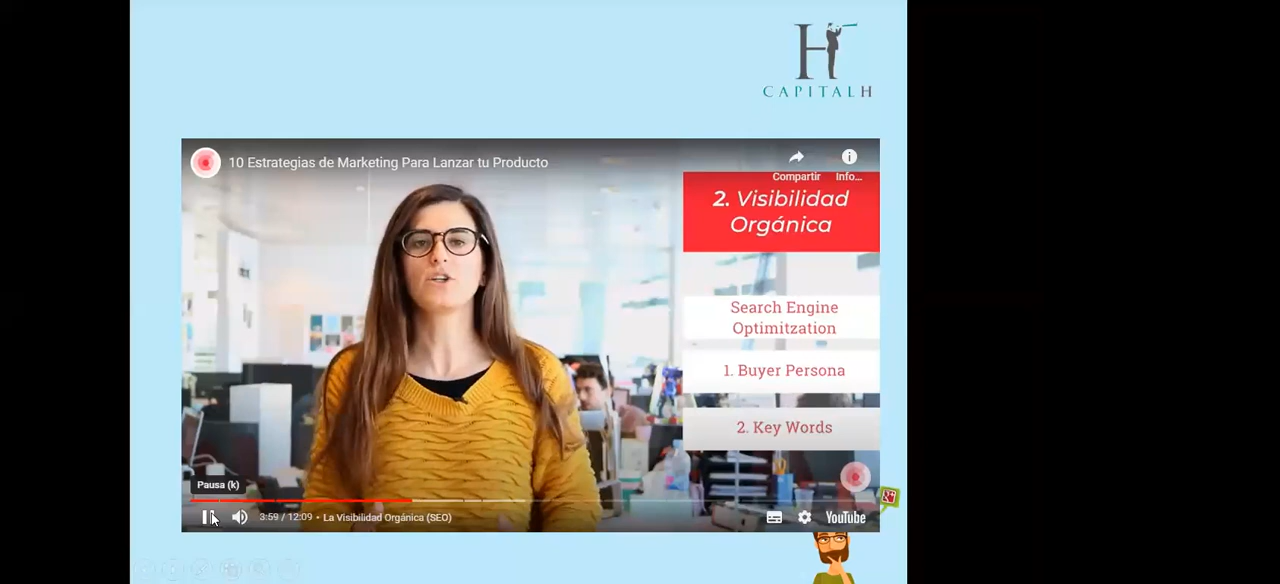 H
CAPITALH
10 Estrategias de Marketing Para Lanzar tu Producto
Compartir
Info...
2. Visibilidad
Orgánica
Search Engine
Optimitzation
1. Buyer Persona
2. Key Words
Pausa (k)
3:59 / 12:09 • La Visibilidad Orgánica (SEO)
YouTube